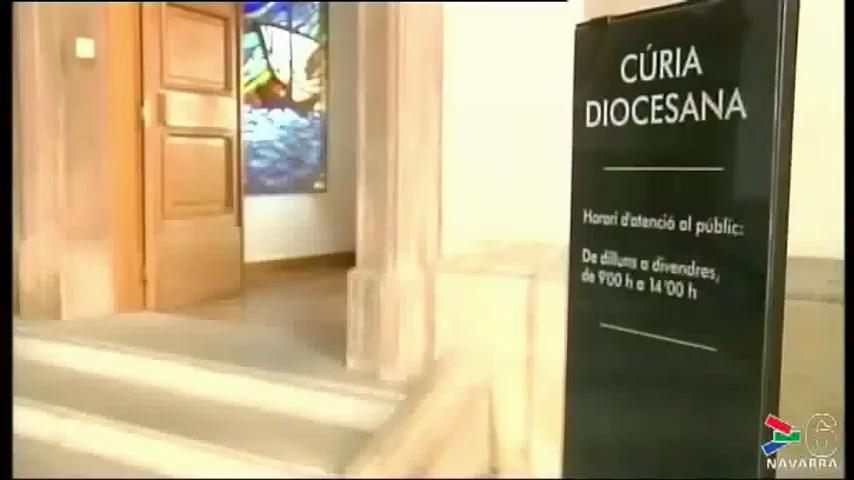 CÚRIA
DIOCESANA
Horari d'atenció al públic:
De dilluns a divendres,
de 9'00 h a 14'00 h
6
NAVARRA